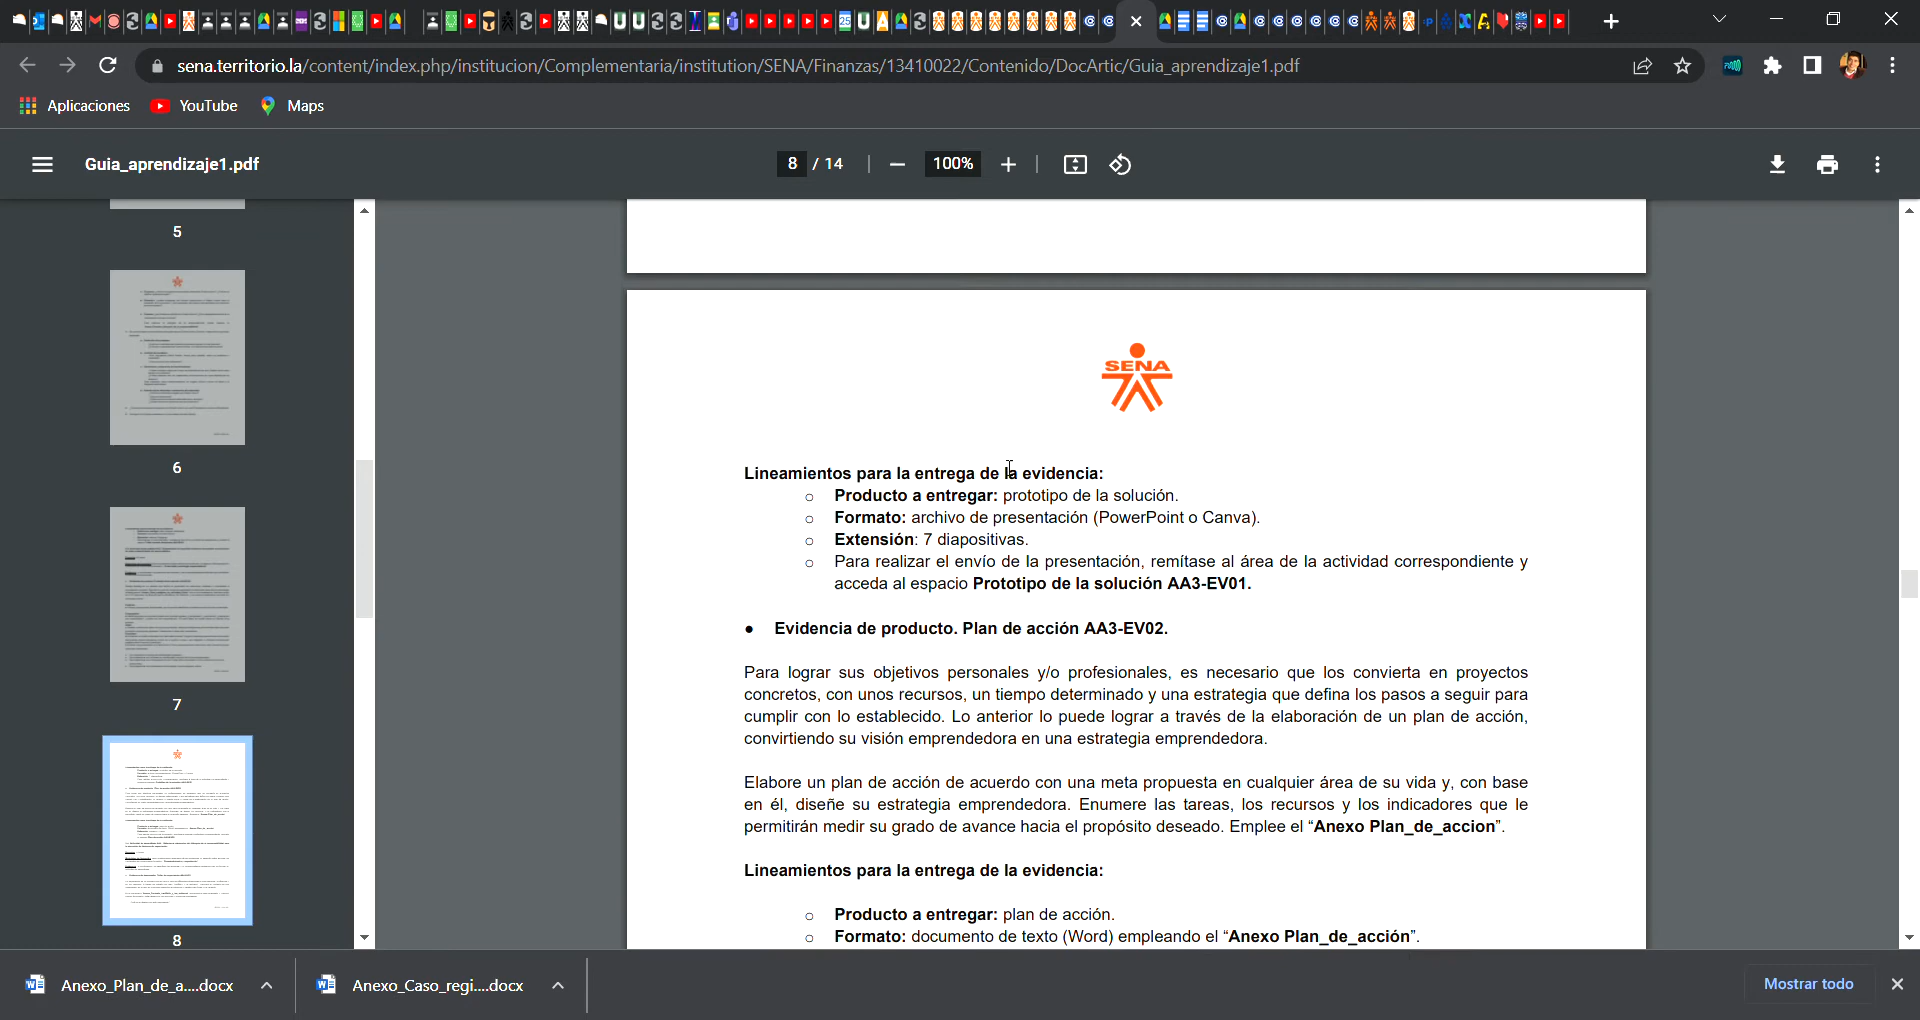 sena.territorio.la/content/index.php/institucion/Complementaria/institution/SENA/Finanzas/13410022/Contenido/DocArtic/Guia_aprendizaje1.pdf
Aplicaciones YouTube Maps
Guia_aprendizaje1.pdf 8 / 14 100%
5
6
7
8
SENA
Lineamientos para la entrega de la evidencia:
Producto a entregar: prototipo de la solución.
Formato: archivo de presentación (PowerPoint o Canva).
Extensión: 7 diapositivas.
Para realizar el envío de la presentación, remítase al área de la actividad correspondiente y
acceda al espacio Prototipo de la solución AA3-EV01.
Evidencia de producto. Plan de acción AA3-EV02.
Para lograr sus objetivos personales y/o profesionales, es necesario que los convierta en proyectos
concretos, con unos recursos, un tiempo determinado y una estrategia que defina los pasos a seguir para
cumplir con lo establecido. Lo anterior lo puede lograr a través de la elaboración de un plan de acción,
convirtiendo su visión emprendedora en una estrategia emprendedora.
Elabore un plan de acción de acuerdo con una meta propuesta en cualquier área de su vida y, con base
en él, diseñe su estrategia emprendedora. Enumere las tareas, los recursos y los indicadores que le
permitirán medir su grado de avance hacia el propósito deseado. Emplee el “Anexo Plan_de_accion”.
Lineamientos para la entrega de la evidencia:
Producto a entregar: plan de acción.
Formato: documento de texto (Word) empleando el “Anexo Plan_de_acción”.
Anexo_Plan_de_a....docx Anexo_Caso_regi....docx Mostrar todo